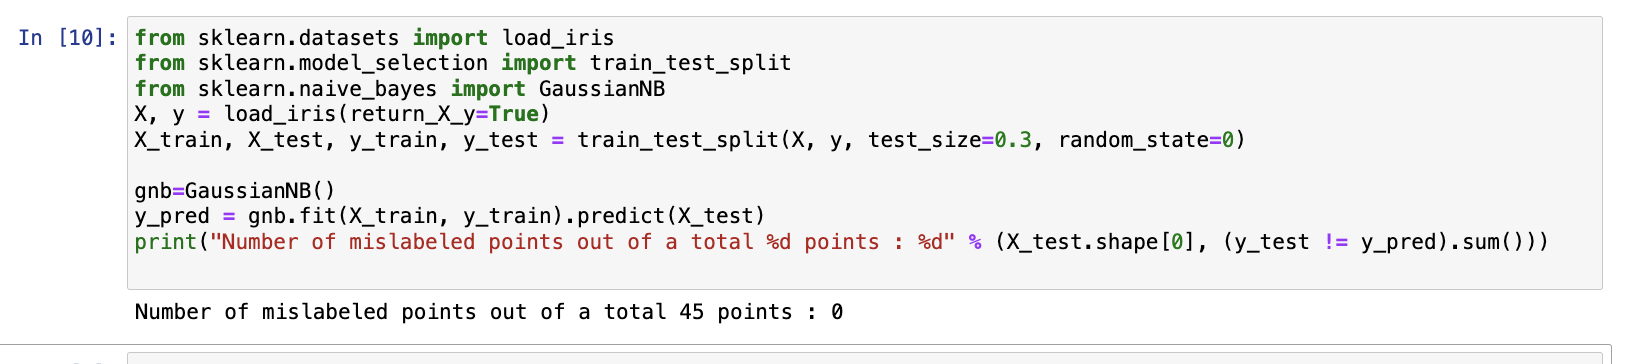 In [10]:
from sklearn.datasets import load_iris
from sklearn.model_selection import train_test_split
from sklearn.naive_bayes import GaussianNB
X, y = load_iris(return_X_y=True)
X_train, X_test, y_train, y_test = train_test_split(X, y, test_size=0.3, random_state=0)
gnb=GaussianNB()
y_pred = gnb.fit(X_train, y_train).predict(X_test)
print("Number of mislabeled points out of a total %d points : %d" % (X_test.shape[0], (y_test != y_pred).sum()))
Number of mislabeled points out of a total 45 points : 0